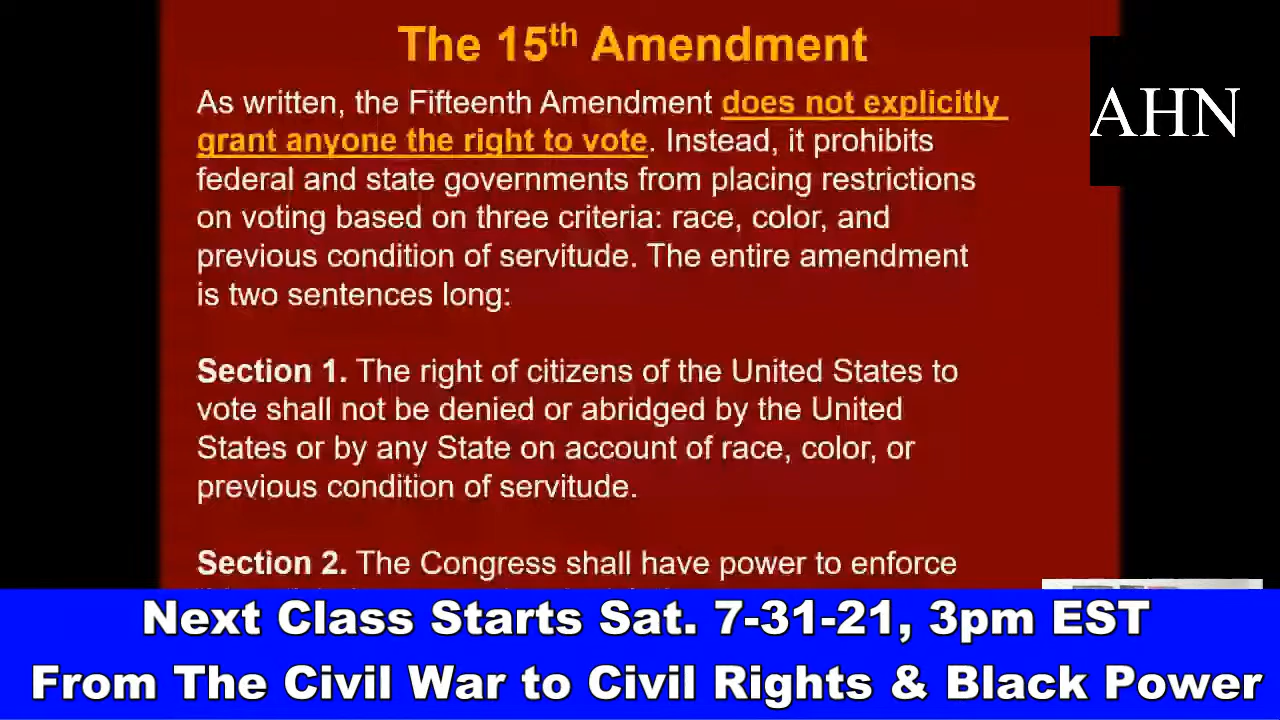 The 15th Amendment
AHN
As written, the Fifteenth Amendment does not explicitly
grant anyone the right to vote. Instead, it prohibits
federal and state governments from placing restrictions
on voting based on three criteria: race, color, and
previous condition of servitude. The entire amendment
is two sentences long:
Section 1. The right of citizens of the United States to
vote shall not be denied or abridged by the United
States or by any State on account of race, color, or
previous condition of servitude.
Section 2. The Congress shall have power to enforce
Next Class Starts Sat. 7-31-21, 3pm EST
From The Civil War to Civil Rights & Black Power